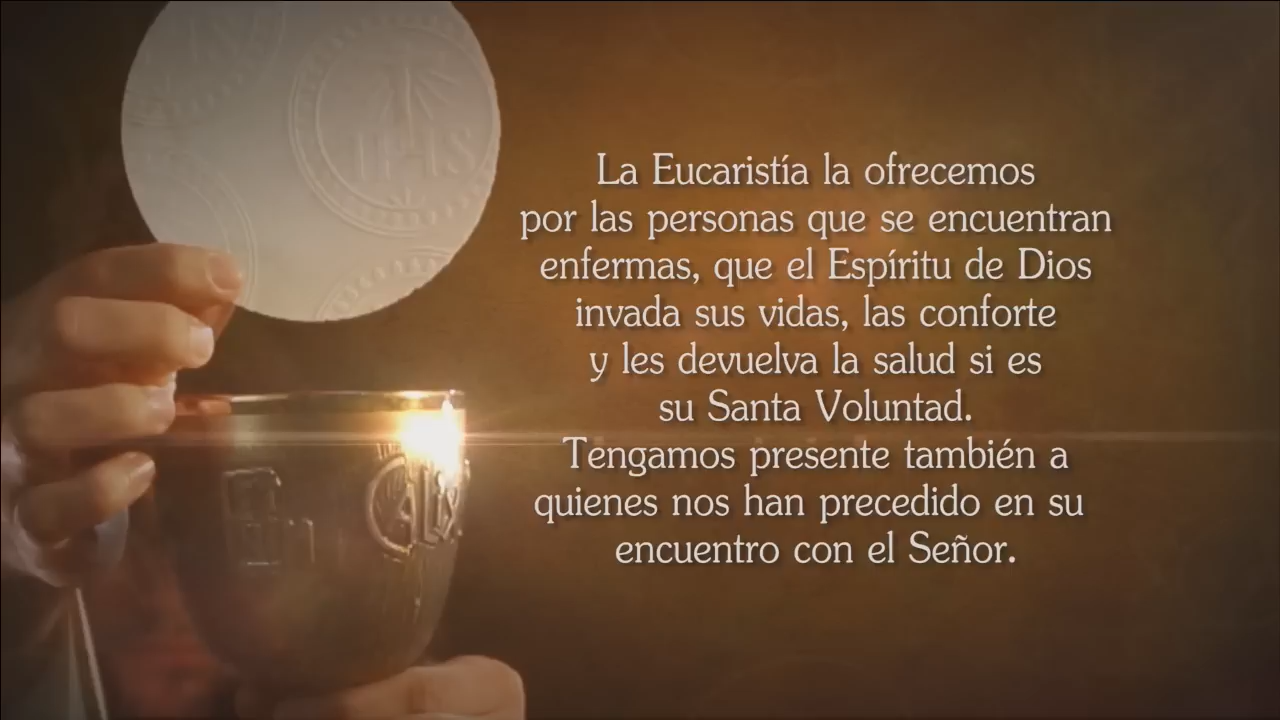 IHS
La Eucaristía la ofrecemos
por las personas que se encuentran
enfermas, que el Espíritu de Dios
invada sus vidas, las conforte
y les devuelva la salud si es
su Santa Voluntad.
Tengamos presente también a
quienes nos han precedido en su
encuentro con el Señor.